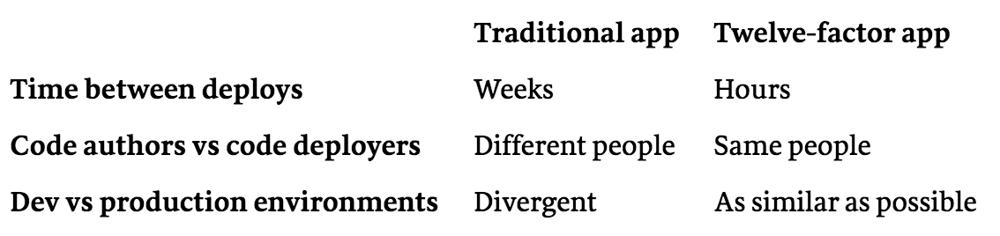 Traditional app Twelve-factor app
Time between deploys Weeks Hours
Code authors vs code deployers Different people Same people
Dev vs production environments Divergent As similar as possible